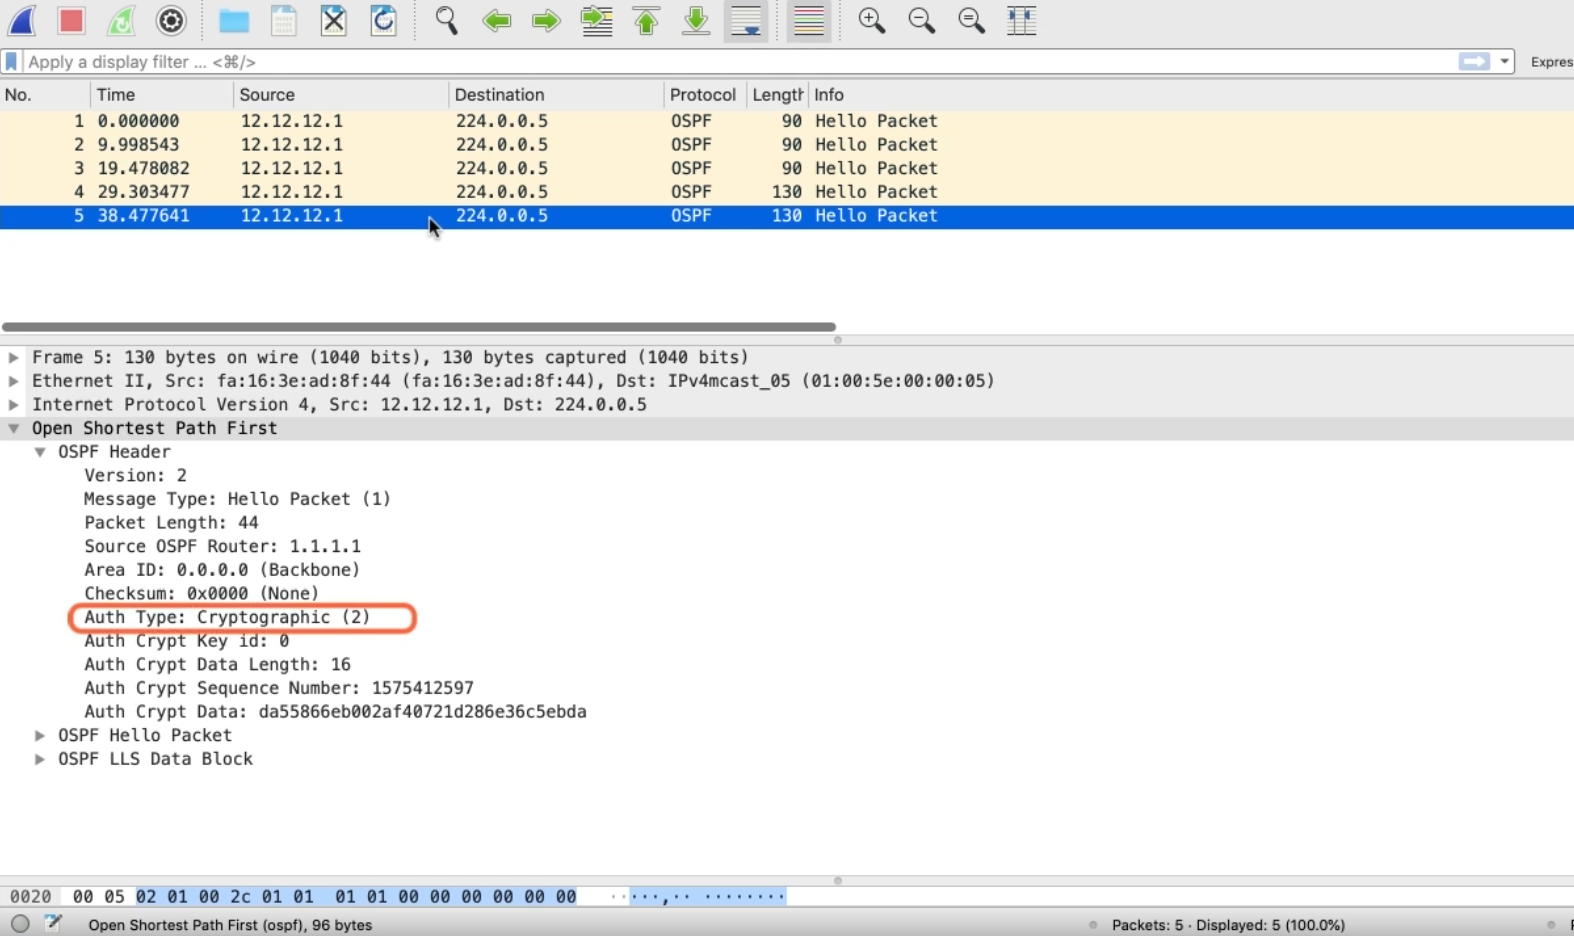 Apply a display filter ... <⌘/>
Expres
No. Time Source Destination Protocol Length Info
1 0.000000 12.12.12.1 224.0.0.5 OSPF 90 Hello Packet
2 9.998543 12.12.12.1 224.0.0.5 OSPF 90 Hello Packet
3 19.478082 12.12.12.1 224.0.0.5 OSPF 90 Hello Packet
4 29.303477 12.12.12.1 224.0.0.5 OSPF 130 Hello Packet
5 38.477641 12.12.12.1 224.0.0.5 OSPF 130 Hello Packet
Frame 5: 130 bytes on wire (1040 bits), 130 bytes captured (1040 bits)
Ethernet II, Src: fa:16:3e:ad:8f:44 (fa:16:3e:ad:8f:44), Dst: IPv4mcast_05 (01:00:5e:00:00:05)
Internet Protocol Version 4, Src: 12.12.12.1, Dst: 224.0.0.5
Open Shortest Path First
OSPF Header
Version: 2
Message Type: Hello Packet (1)
Packet Length: 44
Source OSPF Router: 1.1.1.1
Area ID: 0.0.0.0 (Backbone)
Checksum: 0x0000 (None)
Auth Type: Cryptographic (2)
Auth Crypt Key id: 0
Auth Crypt Data Length: 16
Auth Crypt Sequence Number: 1575412597
Auth Crypt Data: da55866eb002af40721d286e36c5ebda
OSPF Hello Packet
OSPF LLS Data Block
0020 00 05 02 01 00 2c 01 01 01 01 00 00 00 00 00 00 ·····,·· ········
Open Shortest Path First (ospf), 96 bytes
Packets: 5 · Displayed: 5 (100.0%)